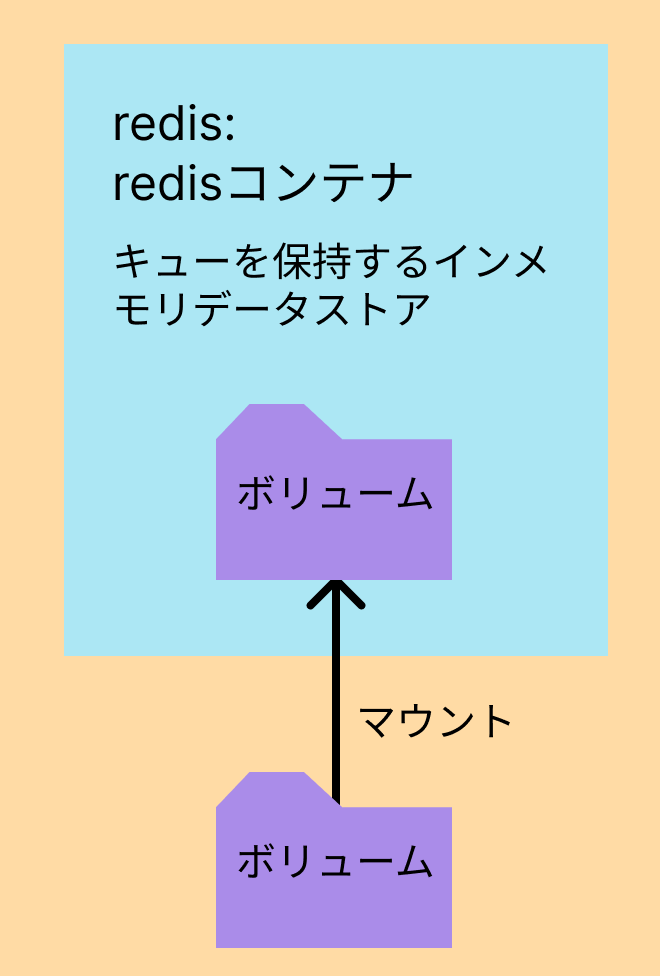 redis:
redisコンテナ
キューを保持するインメ
モリデータストア
ボリューム
マウント
ボリューム